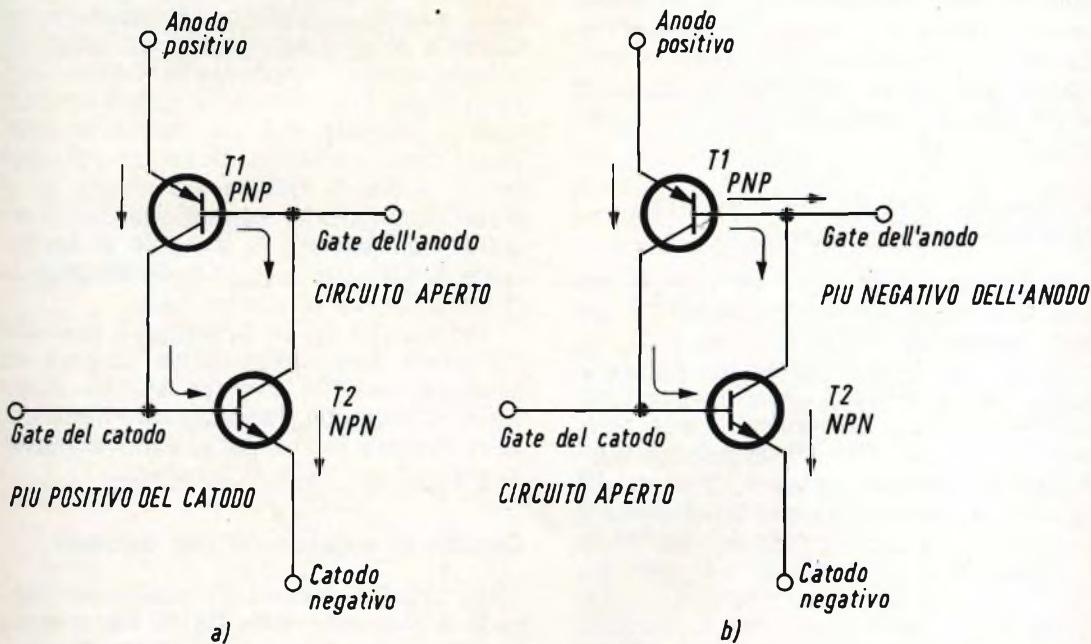 Anodo
positivo
T1
PNP
Gate dell'anodo
CIRCUITO APERTO
T2
NPN
Gate del catodo
PIU POSITIVO DEL CATODO
Catodo
negativo
a)
Anodo
positivo
T1
PNP
Gate dell'anodo
PIU NEGATIVO DELL'ANODO
T2
NPN
Gate del catodo
CIRCUITO APERTO
Catodo
negativo
b)